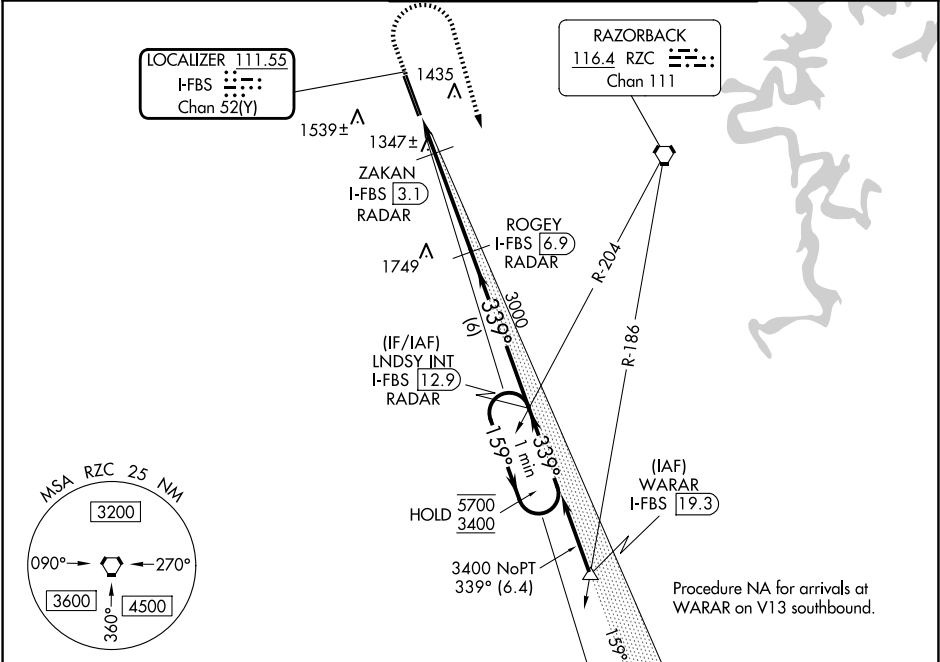 LOCALIZER 111.55
I-FBS
Chan 52(Y)
RAZORBACK
116.4 RZC
Chan 111
1435
1539±
1347±
ZAKAN
I-FBS 3.1
RADAR
ROGEY
I-FBS 6.9
RADAR
1749
R-204
R-186
339°
3000
(6)
(IF/IAF)
LNDSY INT
I-FBS 12.9
RADAR
159°
1 min
339°
HOLD 5700
3400
(IAF)
WARAR
I-FBS 19.3
3400 NoPT
339° (6.4)
159°
Procedure NA for arrivals at
WARAR on V13 southbound.
MSA RZC 25 NM
3200
090°
270°
3600
4500
360°